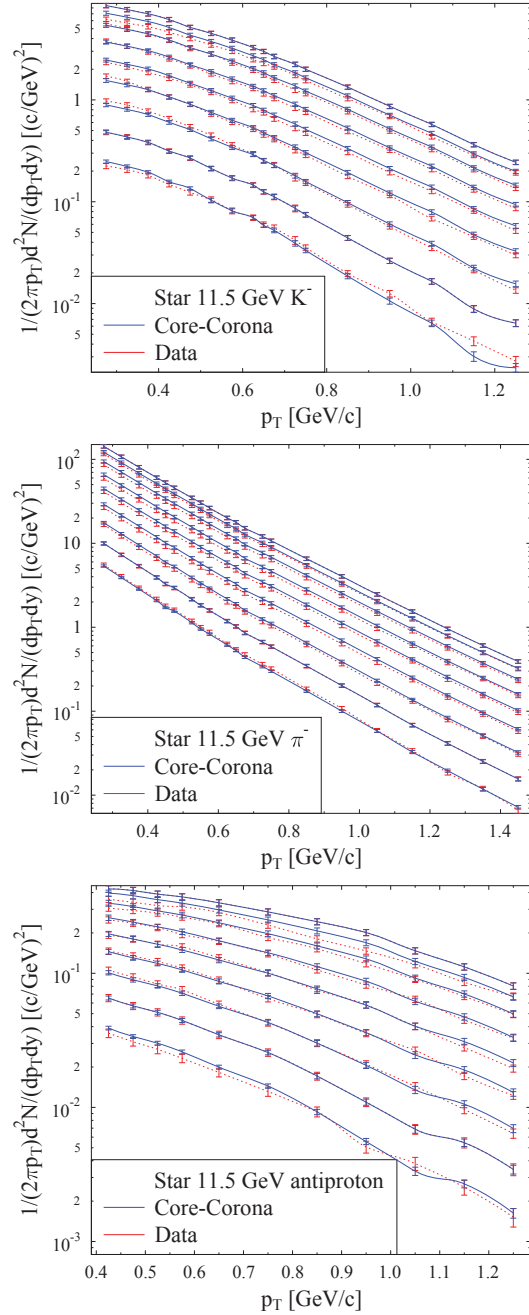 1/(2πp_T)d²N/(dp_Tdy) [(c/GeV)²]
5
1
5
10⁻¹
5
10⁻²
5
Star 11.5 GeV K⁻
Core-Corona
Data
0.4 0.6 0.8 1.0 1.2
p_T [GeV/c]
1/(2πp_T)d²N/(dp_Tdy) [(c/GeV)²]
10²
5
2
10
5
2
1
5
2
10⁻¹
5
2
10⁻²
Star 11.5 GeV π⁻
Core-Corona
Data
0.4 0.6 0.8 1.0 1.2 1.4
p_T [GeV/c]
1/(2πp_T)d²N/(dp_Tdy) [(c/GeV)²]
2
10⁻¹
5
2
10⁻²
5
2
10⁻³
Star 11.5 GeV antiproton
Core-Corona
Data
0.4 0.5 0.6 0.7 0.8 0.9 1.0 1.1 1.2
p_T [GeV/c]